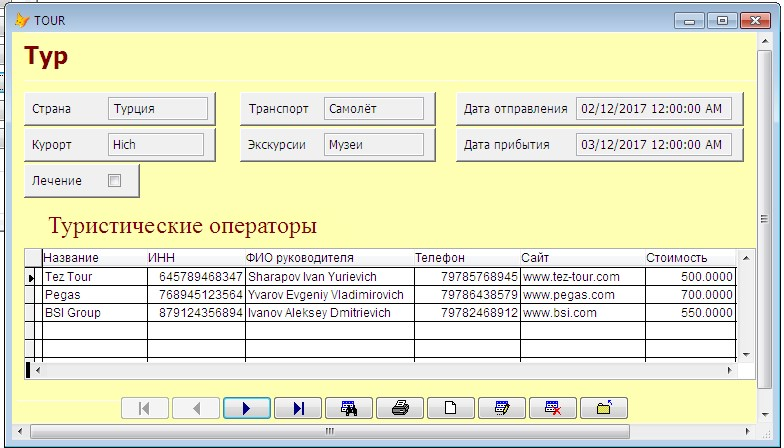 TOUR
Тур
Страна Турция Транспорт Самолёт Дата отправления 02/12/2017 12:00:00 AM
Курорт Hich Экскурсии Музеи Дата прибытия 03/12/2017 12:00:00 AM
Лечение
Туристические операторы
Название ИНН ФИО руководителя Телефон Сайт Стоимость
Tez Tour 645789468347 Sharapov Ivan Yurievich 79785768945 www.tez-tour.com 500.0000
Pegas 768945123564 Yvarov Evgeniy Vladimirovich 79786438579 www.pegas.com 700.0000
BSI Group 879124356894 Ivanov Aleksey Dmitrievich 79782468912 www.bsi.com 550.0000